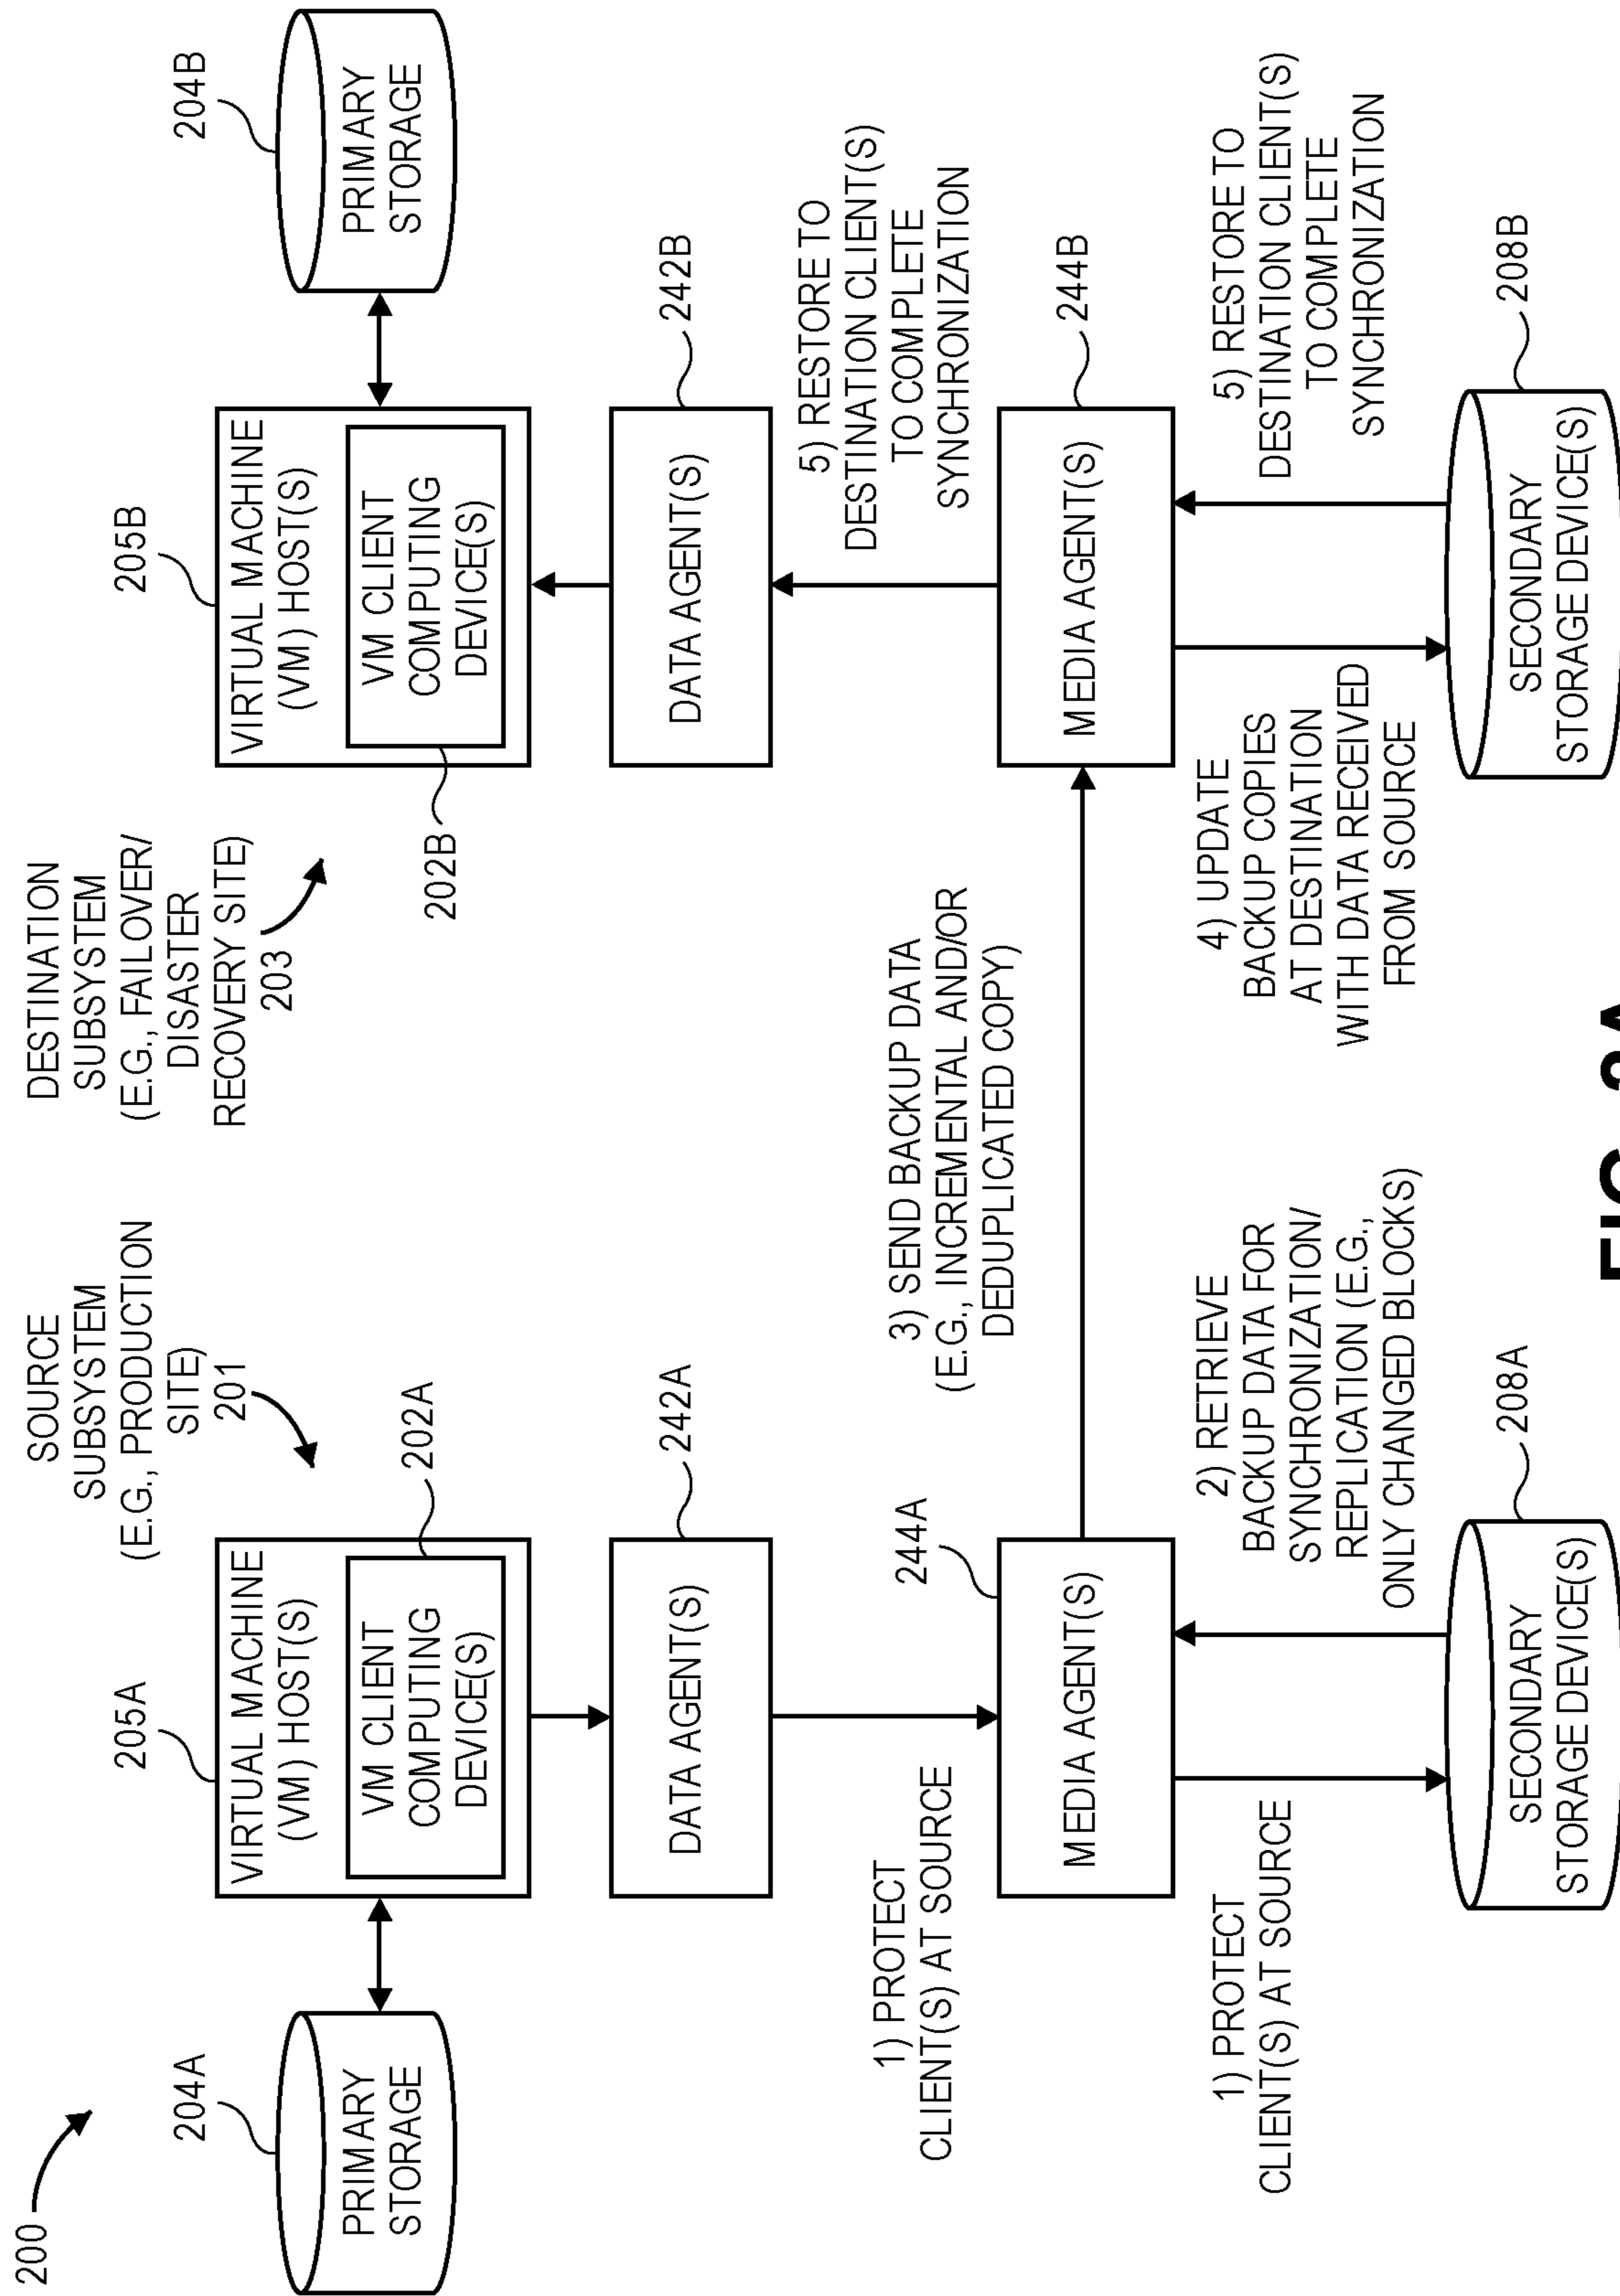 200
SOURCE
SUBSYSTEM
(E.G., PRODUCTION
SITE)
201
DESTINATION
SUBSYSTEM
(E.G., FAILOVER/
DISASTER
RECOVERY SITE)
203
204A
PRIMARY
STORAGE
205A
VIRTUAL MACHINE
(VM) HOST(S)
VM CLIENT
COMPUTING
DEVICE(S)
202A
205B
VIRTUAL MACHINE
(VM) HOST(S)
VM CLIENT
COMPUTING
DEVICE(S)
202B
204B
PRIMARY
STORAGE
DATA AGENT(S)
242A
DATA AGENT(S)
242B
1) PROTECT
CLIENT(S) AT SOURCE
3) SEND BACKUP DATA
(E.G., INCREMENTAL AND/OR
DEDUPLICATED COPY)
5) RESTORE TO
DESTINATION CLIENT(S)
TO COMPLETE
SYNCHRONIZATION
244A
MEDIA AGENT(S)
MEDIA AGENT(S)
244B
1) PROTECT
CLIENT(S) AT SOURCE
2) RETRIEVE
BACKUP DATA FOR
SYNCHRONIZATION/
REPLICATION (E.G.,
ONLY CHANGED BLOCKS)
4) UPDATE
BACKUP COPIES
AT DESTINATION
WITH DATA RECEIVED
FROM SOURCE
5) RESTORE TO
DESTINATION CLIENT(S)
TO COMPLETE
SYNCHRONIZATION
SECONDARY
STORAGE DEVICE(S)
208A
SECONDARY
STORAGE DEVICE(S)
208B
FIG.